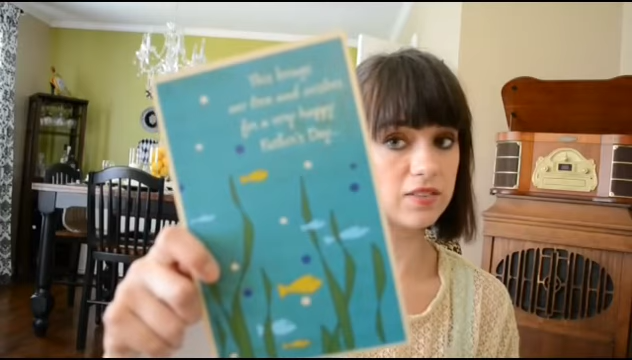 This brings
our love and wishes
for a very happy
Father's Day...